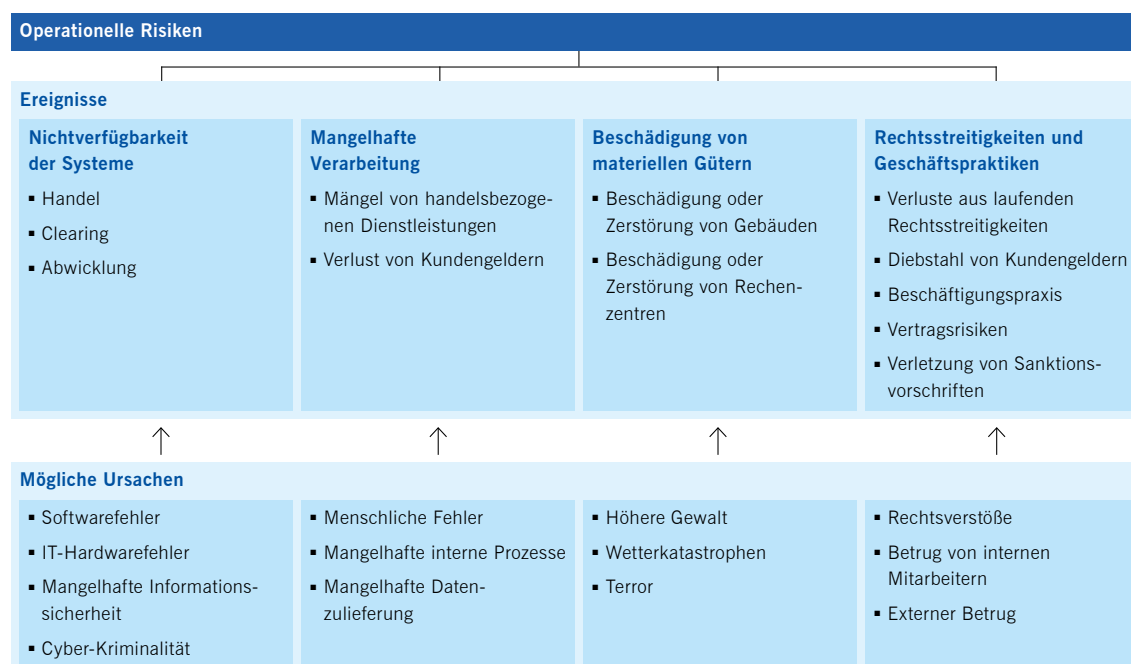 Operationelle Risiken
Ereignisse
Nichtverfügbarkeit
der Systeme
▪ Handel
▪ Clearing
▪ Abwicklung
Mangelhafte
Verarbeitung
▪ Mängel von handelsbezoge-
nen Dienstleistungen
▪ Verlust von Kundengeldern
Beschädigung von
materiellen Gütern
▪ Beschädigung oder
Zerstörung von Gebäuden
▪ Beschädigung oder
Zerstörung von Rechen-
zentren
Rechtsstreitigkeiten und
Geschäftspraktiken
▪ Verluste aus laufenden
Rechtsstreitigkeiten
▪ Diebstahl von Kundengeldern
▪ Beschäftigungspraxis
▪ Vertragsrisiken
▪ Verletzung von Sanktions-
vorschriften
Mögliche Ursachen
▪ Softwarefehler
▪ IT-Hardwarefehler
▪ Mangelhafte Informations-
sicherheit
▪ Cyber-Kriminalität
▪ Menschliche Fehler
▪ Mangelhafte interne Prozesse
▪ Mangelhafte Daten-
zulieferung
▪ Höhere Gewalt
▪ Wetterkatastrophen
▪ Terror
▪ Rechtsverstöße
▪ Betrug von internen
Mitarbeitern
▪ Externer Betrug